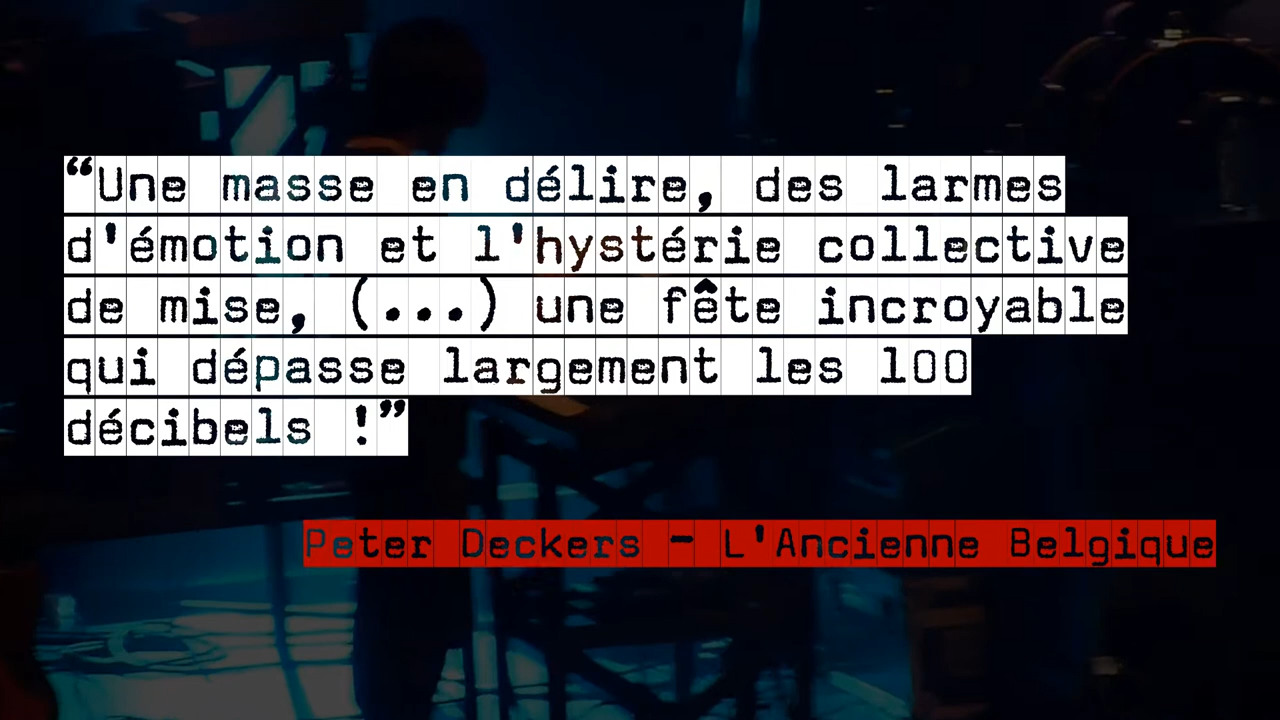 “Une masse en délire, des larmes
d'émotion et l'hystérie collective
de mise, (...) une fête incroyable
qui dépasse largement les 100
décibels !”
Peter Deckers - L'Ancienne Belgique